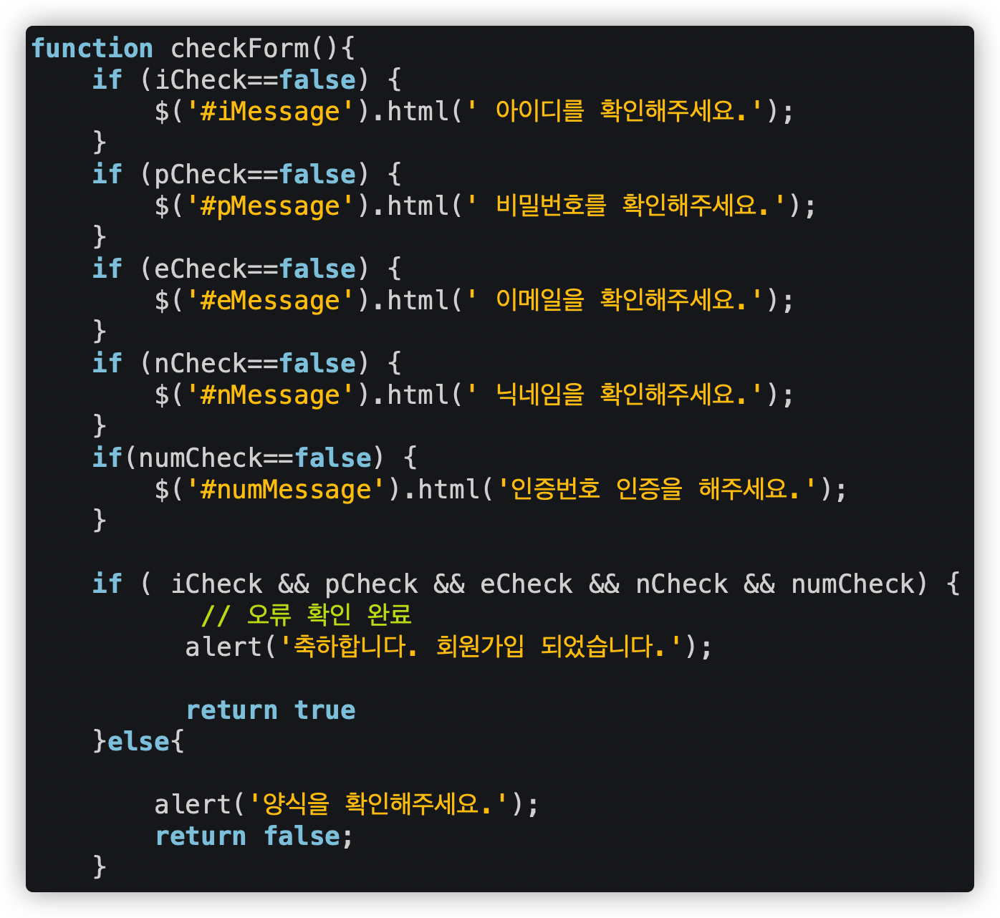 function checkForm(){
    if (iCheck==false) {
        $('#iMessage').html(' 아이디를 확인해주세요.');
    }
    if (pCheck==false) {
        $('#pMessage').html(' 비밀번호를 확인해주세요.');
    }
    if (eCheck==false) {
        $('#eMessage').html(' 이메일을 확인해주세요.');
    }
    if (nCheck==false) {
        $('#nMessage').html(' 닉네임을 확인해주세요.');
    }
    if(numCheck==false) {
        $('#numMessage').html('인증번호 인증을 해주세요.');
    }

    if ( iCheck && pCheck && eCheck && nCheck && numCheck) {
           // 오류 확인 완료
          alert('축하합니다. 회원가입 되었습니다.');

          return true
    }else{

        alert('양식을 확인해주세요.');
        return false;
    }